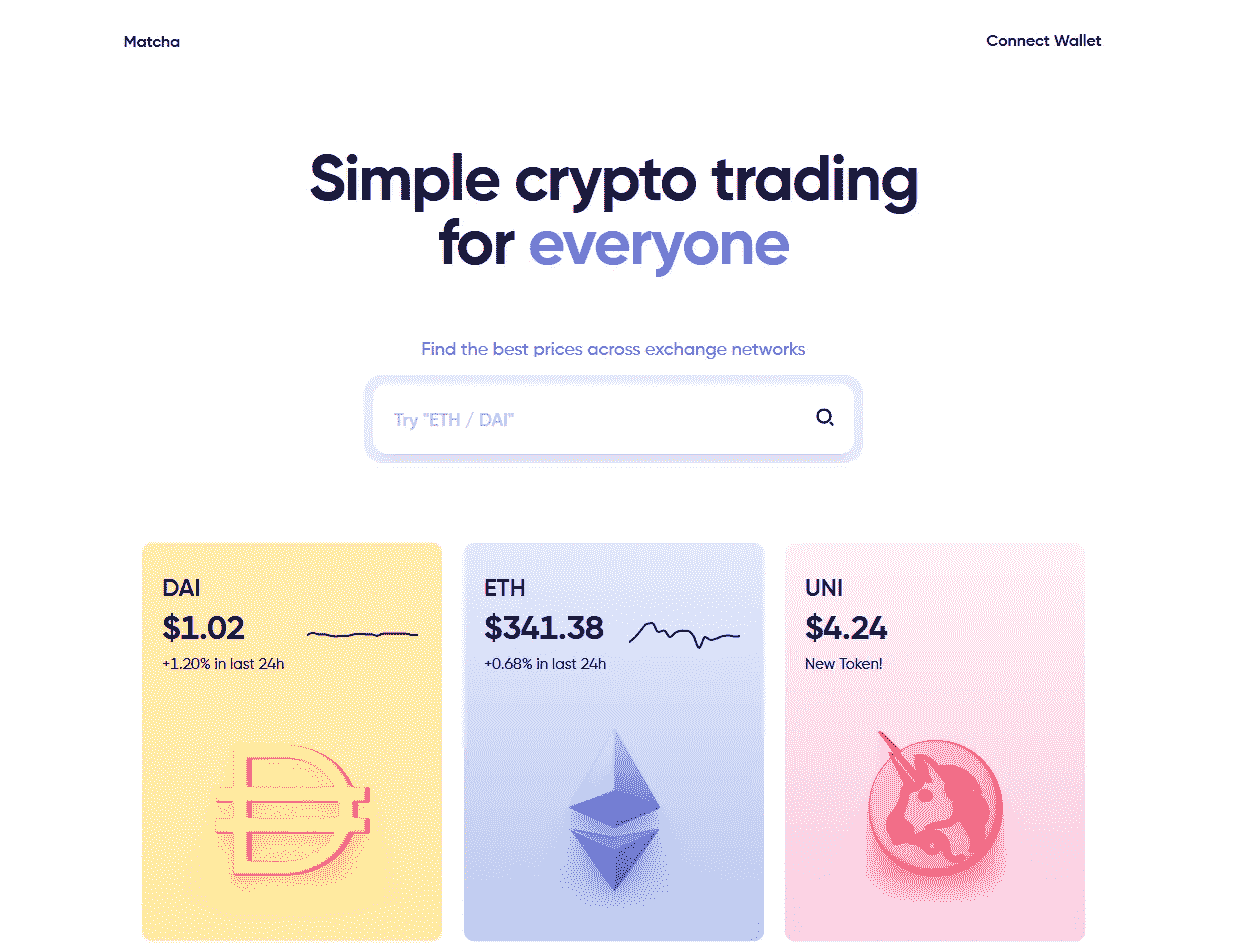 Matcha
Connect Wallet
Simple crypto trading
for everyone
Find the best prices across exchange networks
Try "ETH / DAI"
DAI
$1.02
+1.20% in last 24h
ETH
$341.38
+0.68% in last 24h
UNI
$4.24
New Token!